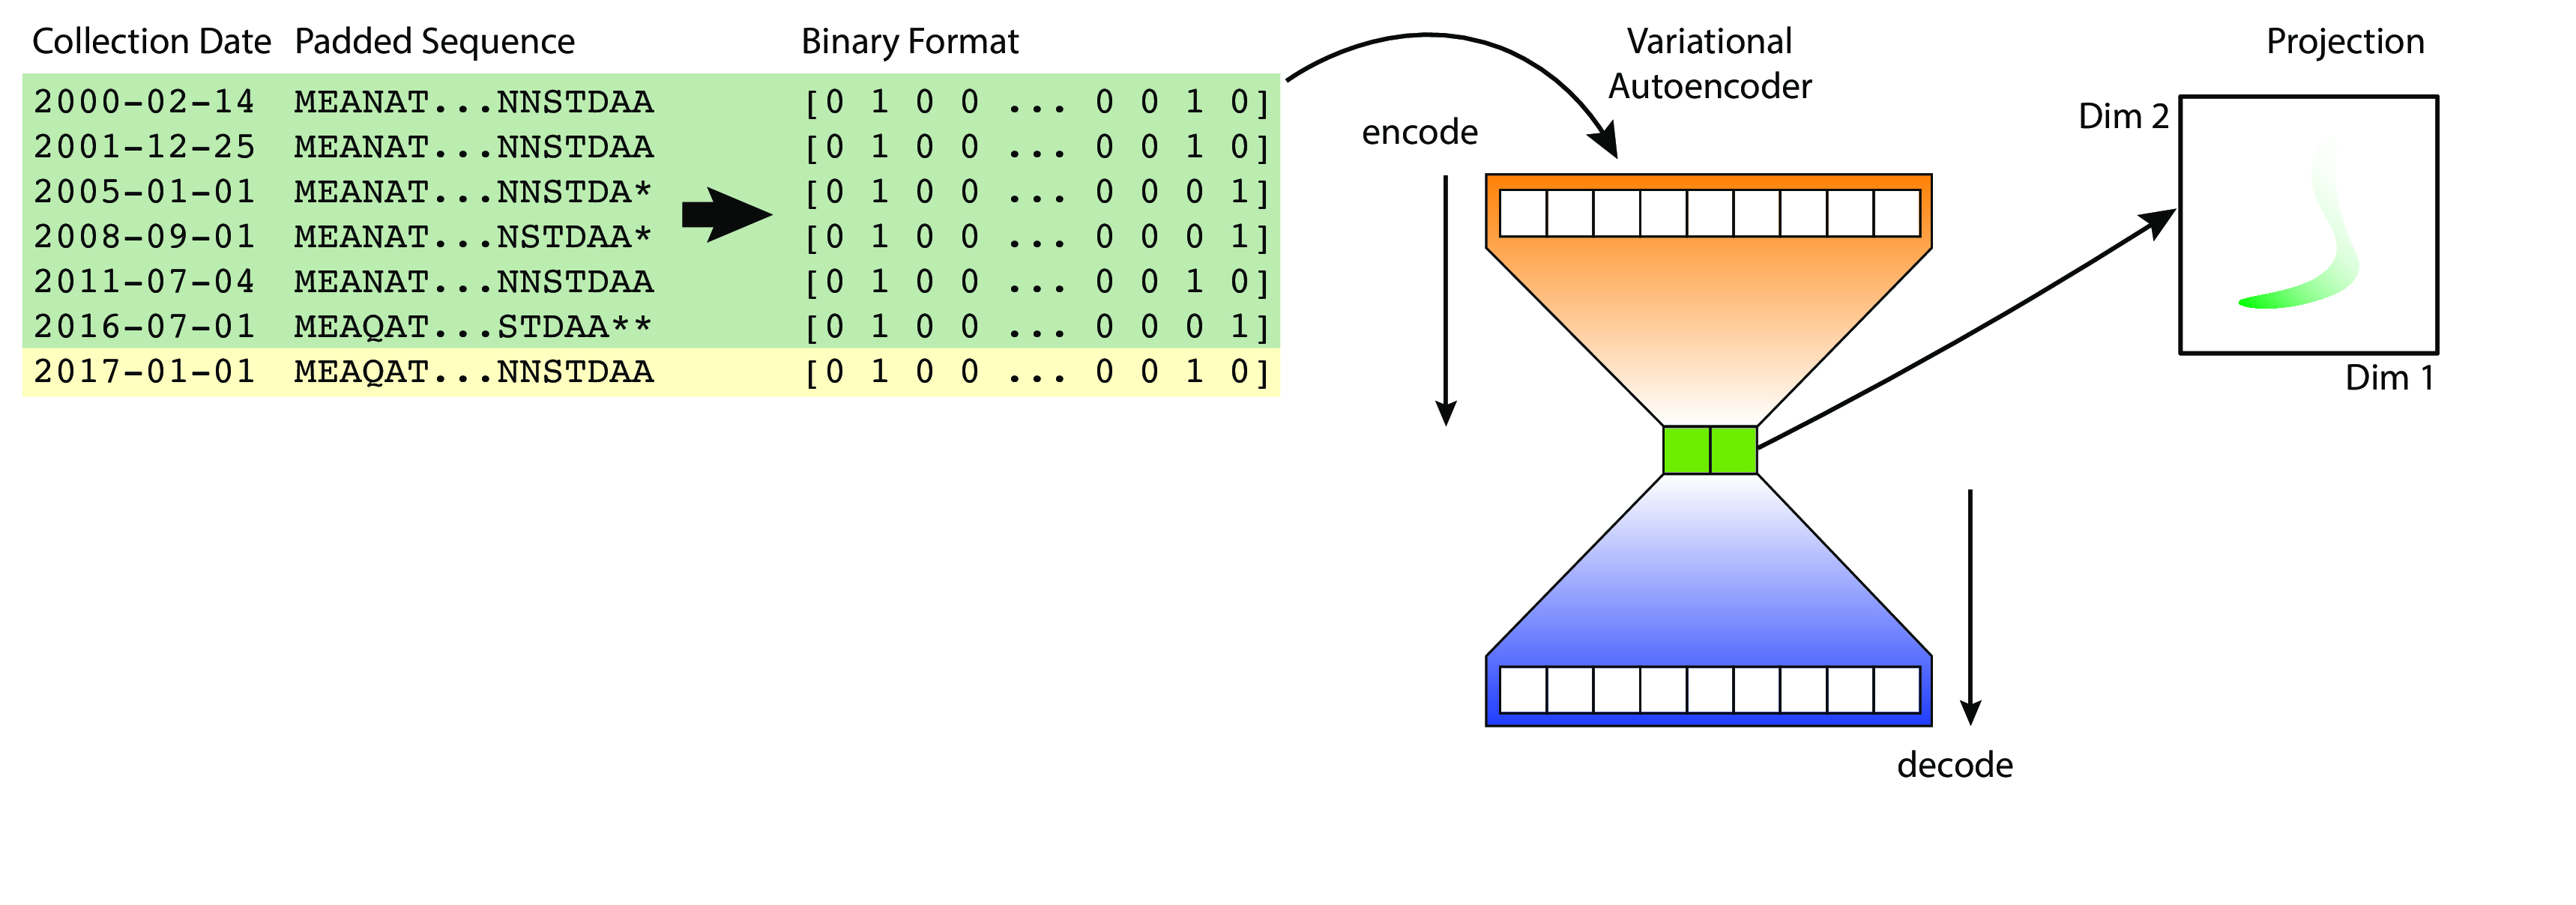 Collection Date Padded Sequence Binary Format
2000-02-14 MEANAT...NNSTDAA [0 1 0 0 ... 0 0 1 0]
2001-12-25 MEANAT...NNSTDAA [0 1 0 0 ... 0 0 1 0]
2005-01-01 MEANAT...NNSTDA* [0 1 0 0 ... 0 0 0 1]
2008-09-01 MEANAT...NSTDAA* [0 1 0 0 ... 0 0 0 1]
2011-07-04 MEANAT...NNSTDAA [0 1 0 0 ... 0 0 1 0]
2016-07-01 MEAQAT...STDAA** [0 1 0 0 ... 0 0 0 1]
2017-01-01 MEAQAT...NNSTDAA [0 1 0 0 ... 0 0 1 0]
encode
Variational
Autoencoder
decode
Projection
Dim 2
Dim 1